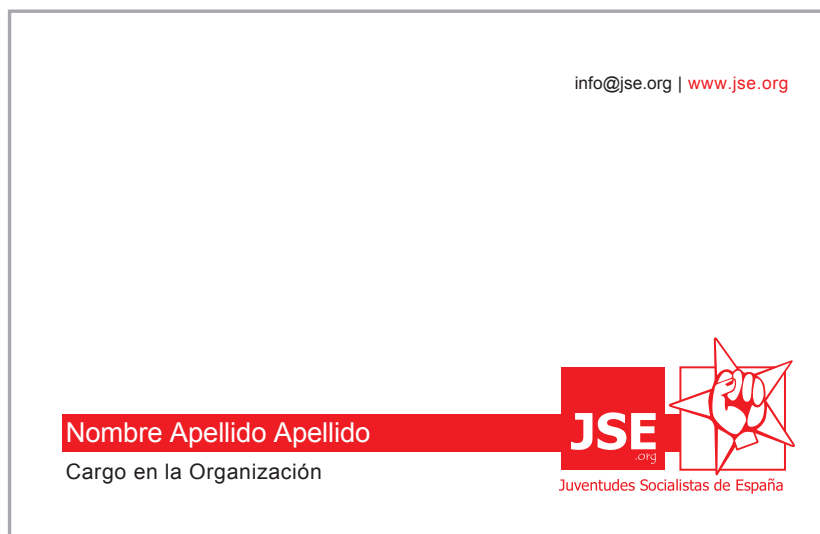 info@jse.org | www.jse.org
Nombre Apellido Apellido
Cargo en la Organización
JSE
.org
Juventudes Socialistas de España